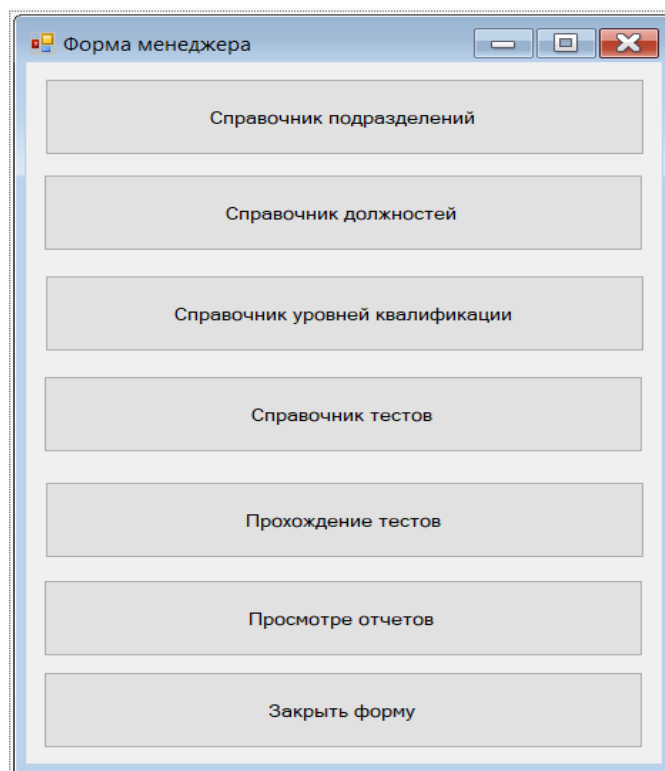 Форма менеджера
Справочник подразделений
Справочник должностей
Справочник уровней квалификации
Справочник тестов
Прохождение тестов
Просмотре отчетов
Закрыть форму